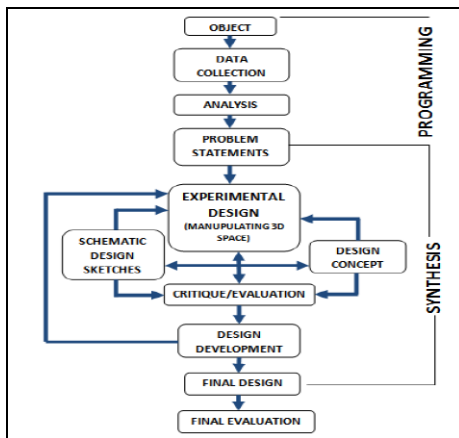 OBJECT
DATA
COLLECTION
ANALYSIS
PROBLEM
STATEMENTS
EXPERIMENTAL
DESIGN
(MANUPULATING 3D
SPACE)
SCHEMATIC
DESIGN
SKETCHES
DESIGN
CONCEPT
CRITIQUE/EVALUATION
DESIGN
DEVELOPMENT
FINAL DESIGN
FINAL EVALUATION
PROGRAMMING
SYNTHESIS